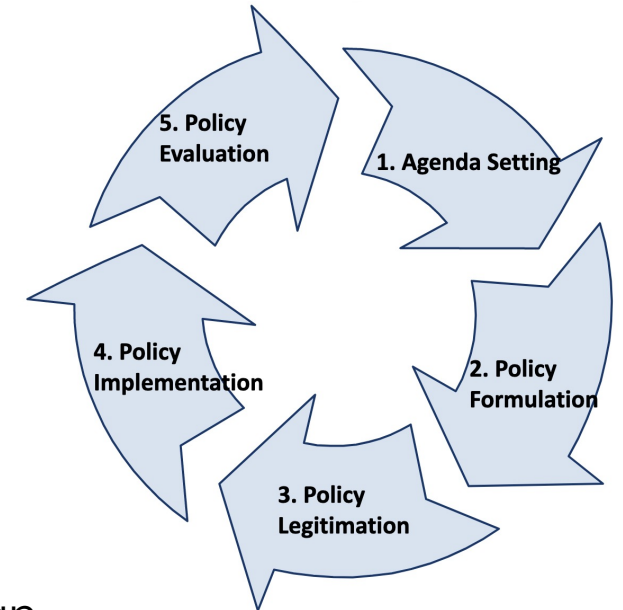 1. Agenda Setting
2. Policy
Formulation
3. Policy
Legitimation
4. Policy
Implementation
5. Policy
Evaluation